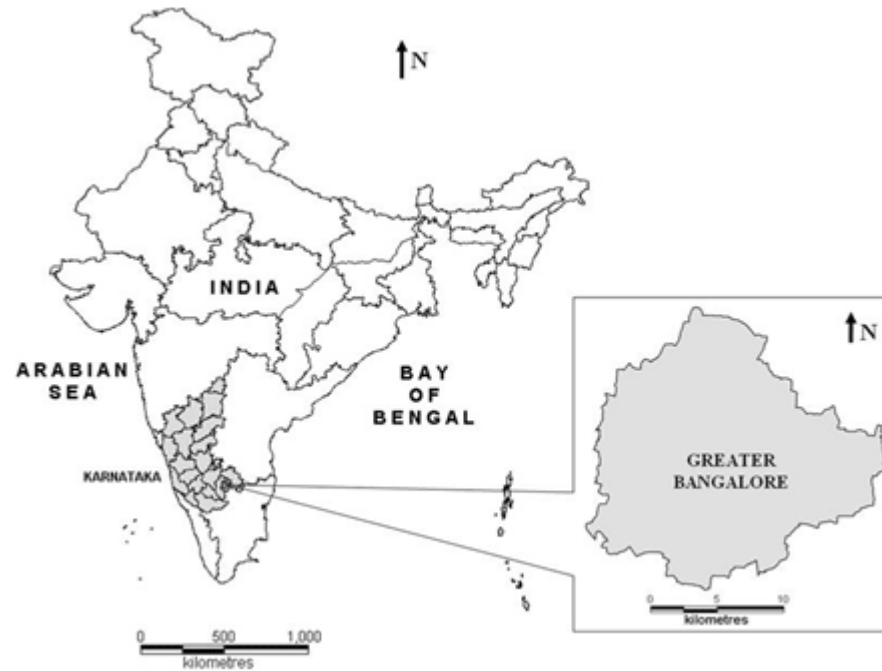 N
INDIA
ARABIAN
SEA
BAY
OF
BENGAL
KARNATAKA
0 500 1,000
kilometres
N
GREATER
BANGALORE
0 5 10
kilometres